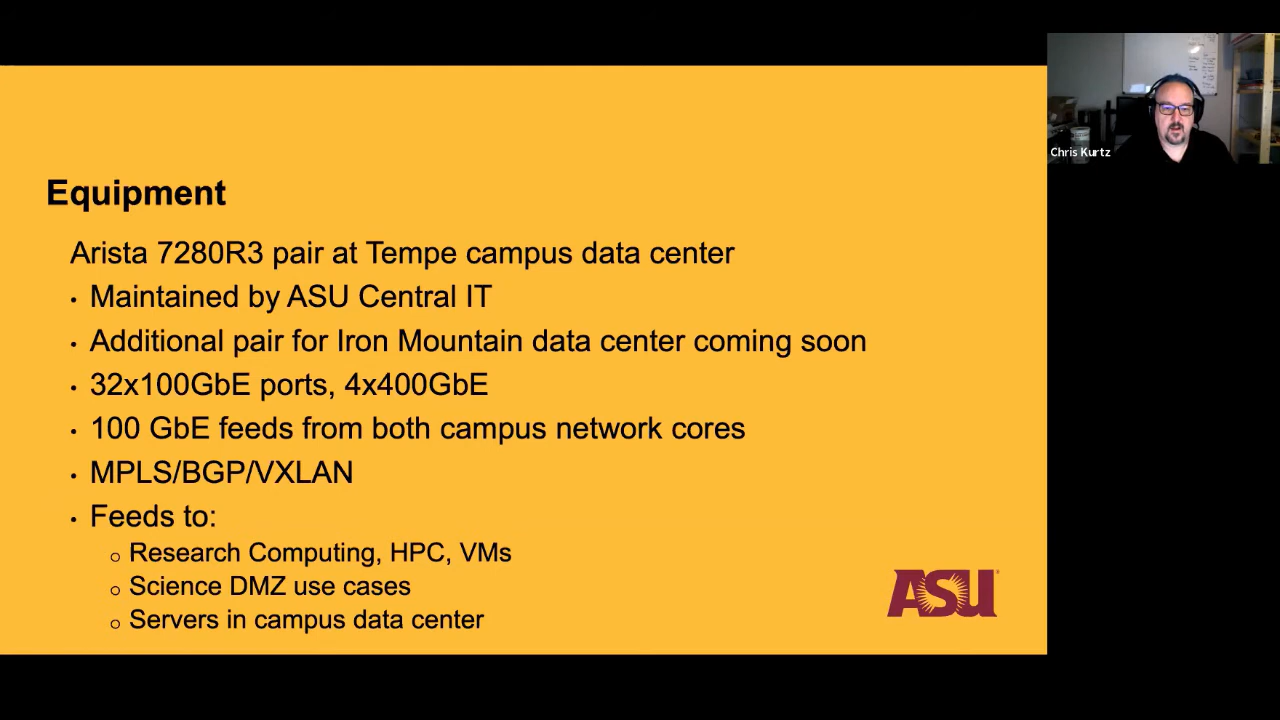 Equipment
Arista 7280R3 pair at Tempe campus data center
• Maintained by ASU Central IT
• Additional pair for Iron Mountain data center coming soon
• 32x100GbE ports, 4x400GbE
• 100 GbE feeds from both campus network cores
• MPLS/BGP/VXLAN
• Feeds to:
o Research Computing, HPC, VMs
o Science DMZ use cases
o Servers in campus data center
ASU
Chris Kurtz